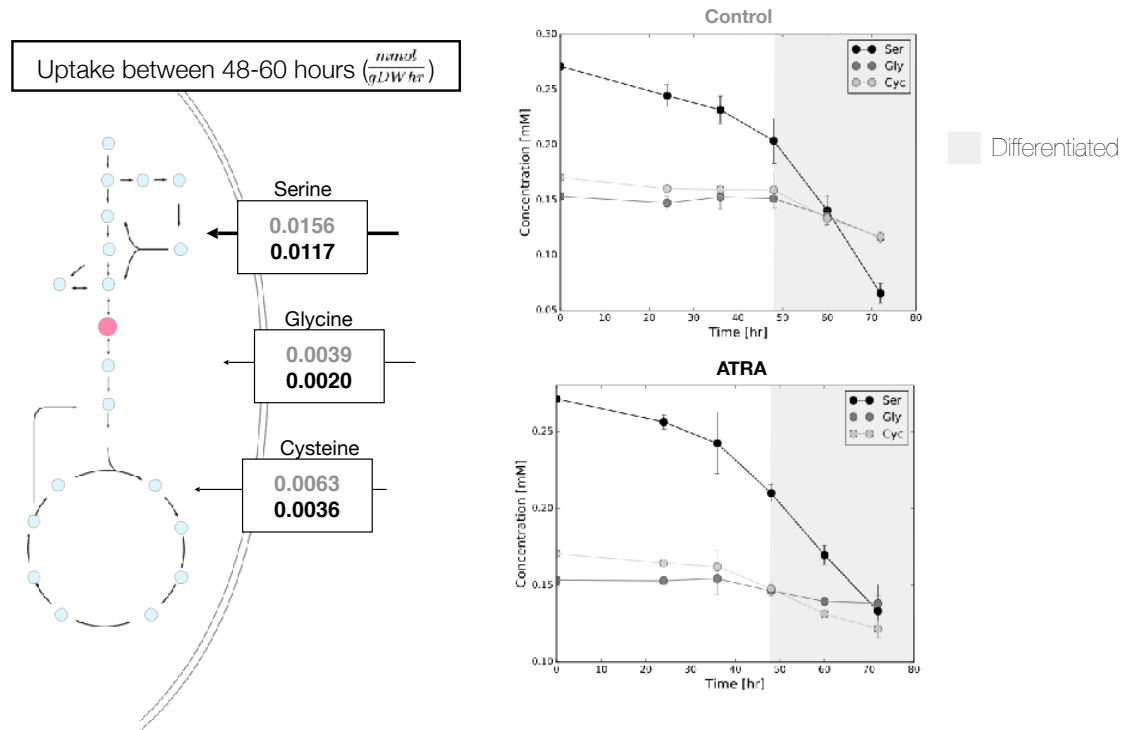 Uptake between 48-60 hours (mmol/gDW hr)
Serine
0.0156
0.0117
Glycine
0.0039
0.0020
Cysteine
0.0063
0.0036
Control
Concentration [mM]
0.30
0.25
0.20
0.15
0.10
0.05
0 10 20 30 40 50 60 70 80
Time [hr]
Ser
Gly
Cyc
Differentiated
ATRA
Concentration [mM]
0.25
0.20
0.15
0.10
0 10 20 30 40 50 60 70 80
Time [hr]
Ser
Gly
Cyc